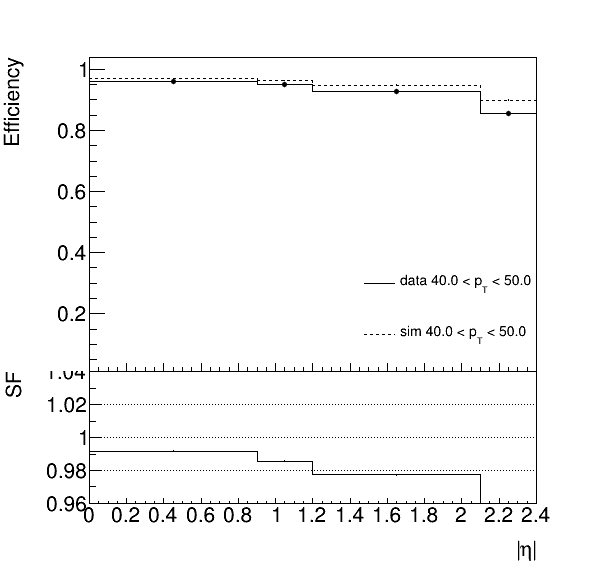 Efficiency
1
0.8
0.6
0.4
0.2
data 40.0 < p_T < 50.0
sim 40.0 < p_T < 50.0
SF
1.04
1.02
1
0.98
0.96
0 0.2 0.4 0.6 0.8 1 1.2 1.4 1.6 1.8 2 2.2 2.4
|η|